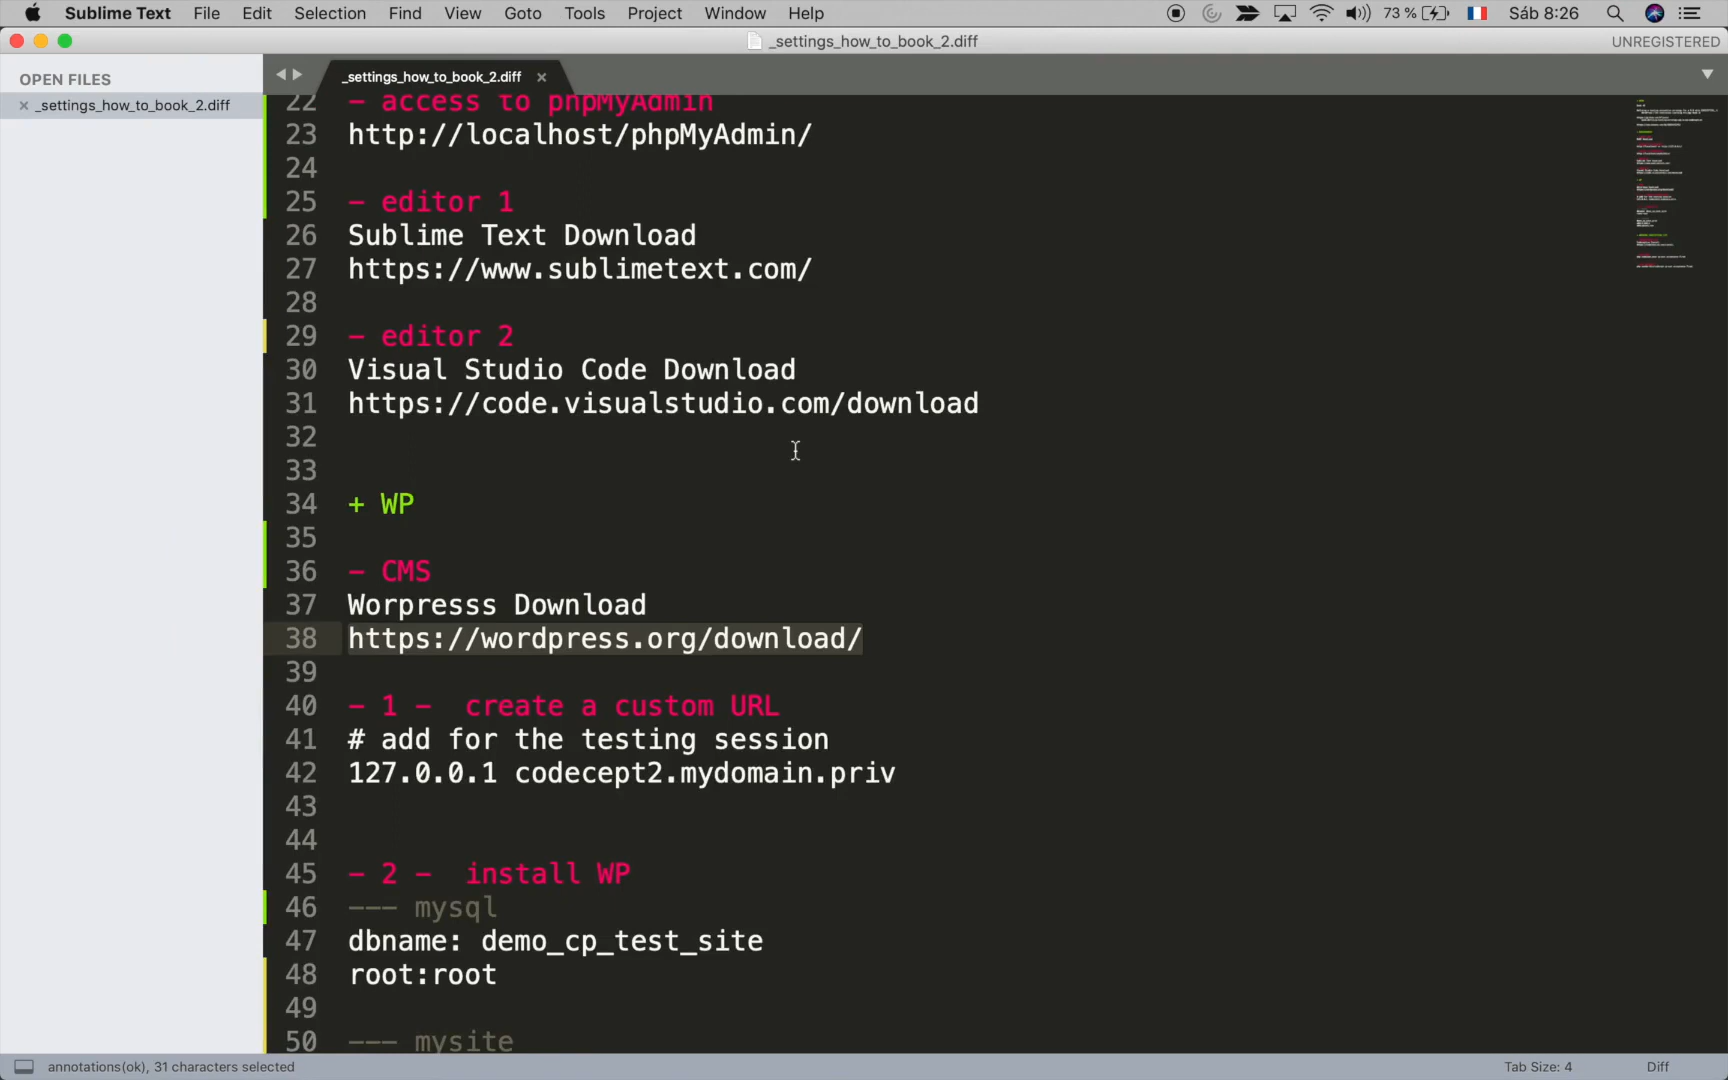 Sublime Text File Edit Selection Find View Goto Tools Project Window Help 73 % Sáb 8:26
_settings_how_to_book_2.diff UNREGISTERED
OPEN FILES
_settings_how_to_book_2.diff
_settings_how_to_book_2.diff
22 - access to phpMyAdmin
23 http://localhost/phpMyAdmin/
24
25 - editor 1
26 Sublime Text Download
27 https://www.sublimetext.com/
28
29 - editor 2
30 Visual Studio Code Download
31 https://code.visualstudio.com/download
32
33
34 + WP
35
36 - CMS
37 Worpresss Download
38 https://wordpress.org/download/
39
40 - 1 -  create a custom URL
41 # add for the testing session
42 127.0.0.1 codecept2.mydomain.priv
43
44
45 - 2 -  install WP
46 --- mysql
47 dbname: demo_cp_test_site
48 root:root
49
50 --- mysite
annotations(ok), 31 characters selected Tab Size: 4 Diff